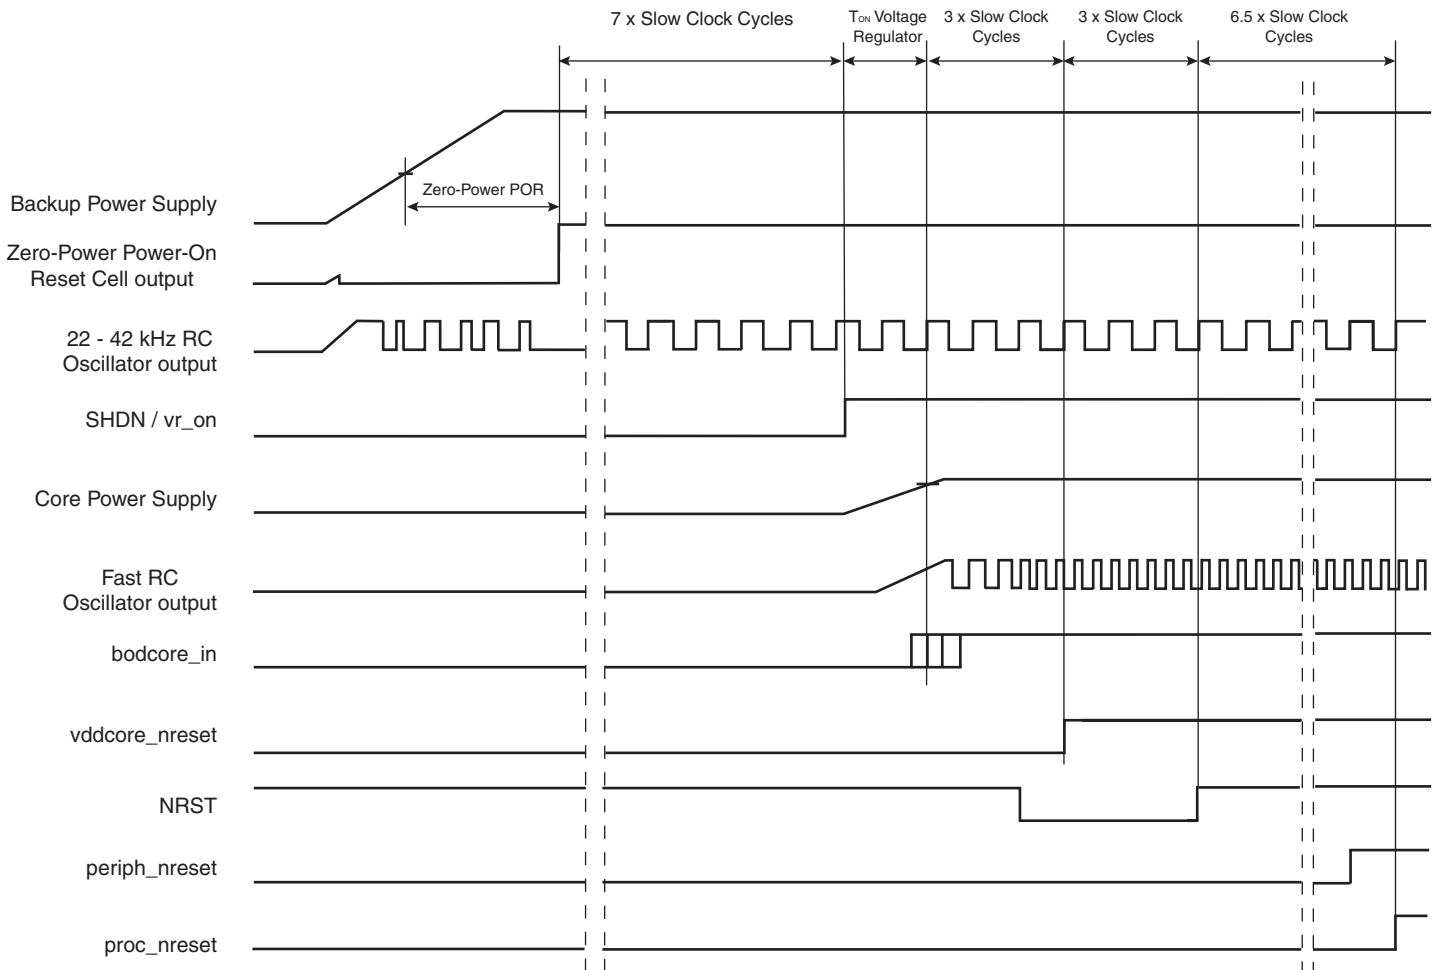 7 x Slow Clock Cycles
TON Voltage
Regulator
3 x Slow Clock
Cycles
3 x Slow Clock
Cycles
6.5 x Slow Clock
Cycles
Zero-Power POR
Backup Power Supply
Zero-Power Power-On
Reset Cell output
22 - 42 kHz RC
Oscillator output
SHDN / vr_on
Core Power Supply
Fast RC
Oscillator output
bodcore_in
vddcore_nreset
NRST
periph_nreset
proc_nreset